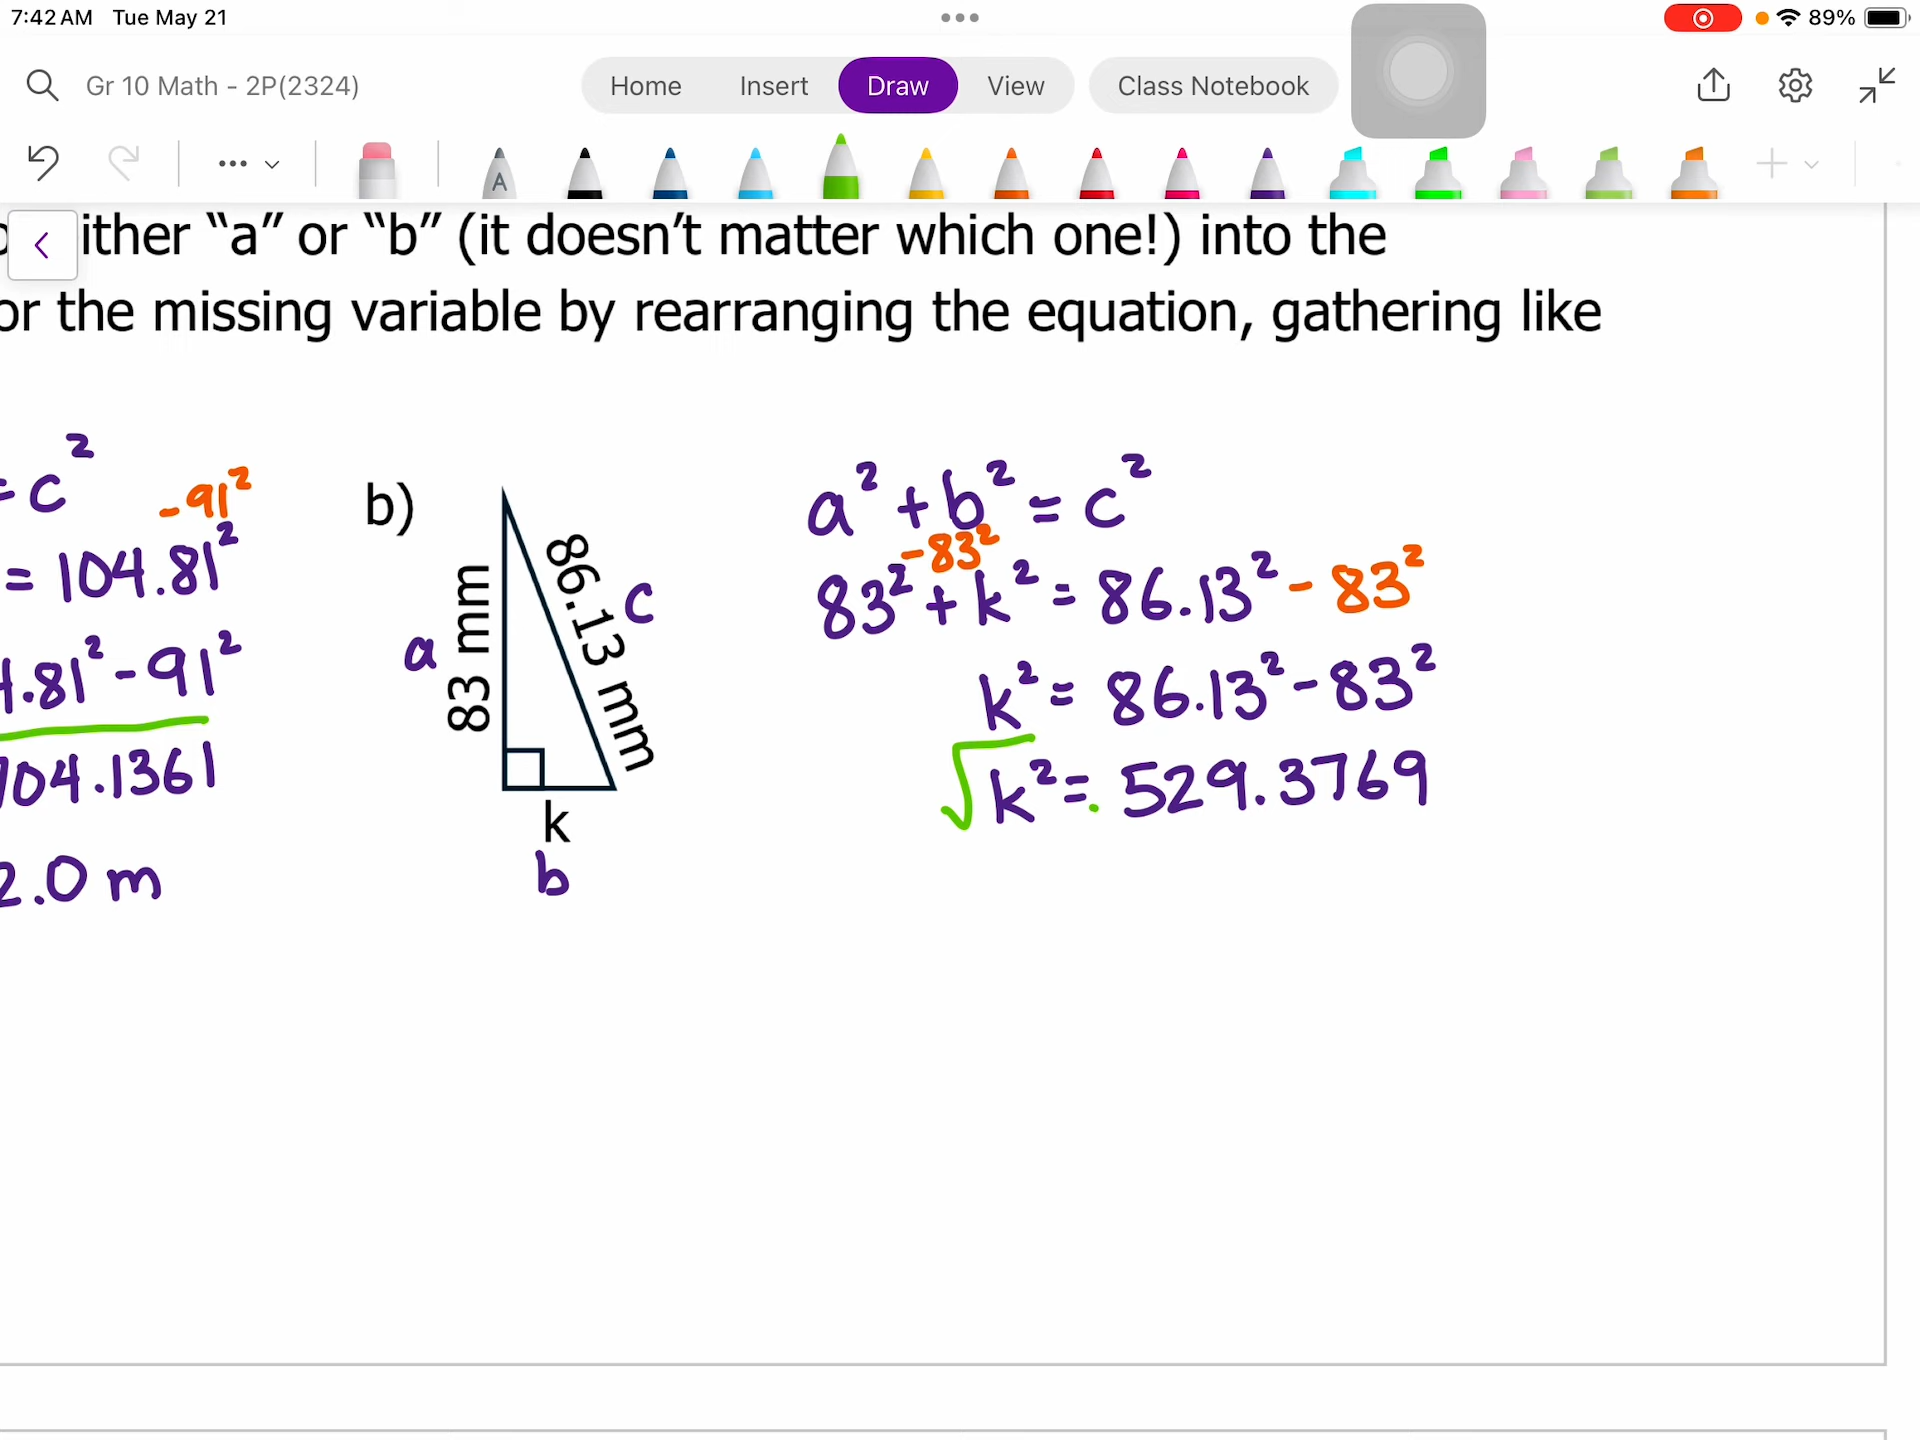 7:42 AM Tue May 21
89%
Gr 10 Math - 2P(2324)
Home Insert Draw View Class Notebook
A
ither “a” or “b” (it doesn’t matter which one!) into the
or the missing variable by rearranging the equation, gathering like
= c²
-91²
= 104.81²
4.81² - 91²
104.1361
2.0 m
b)
83 mm
86.13 mm
a
c
k
b
a² + b² = c²
-83²
83² + k² = 86.13² - 83²
k² = 86.13² - 83²
√k² = 529.3769